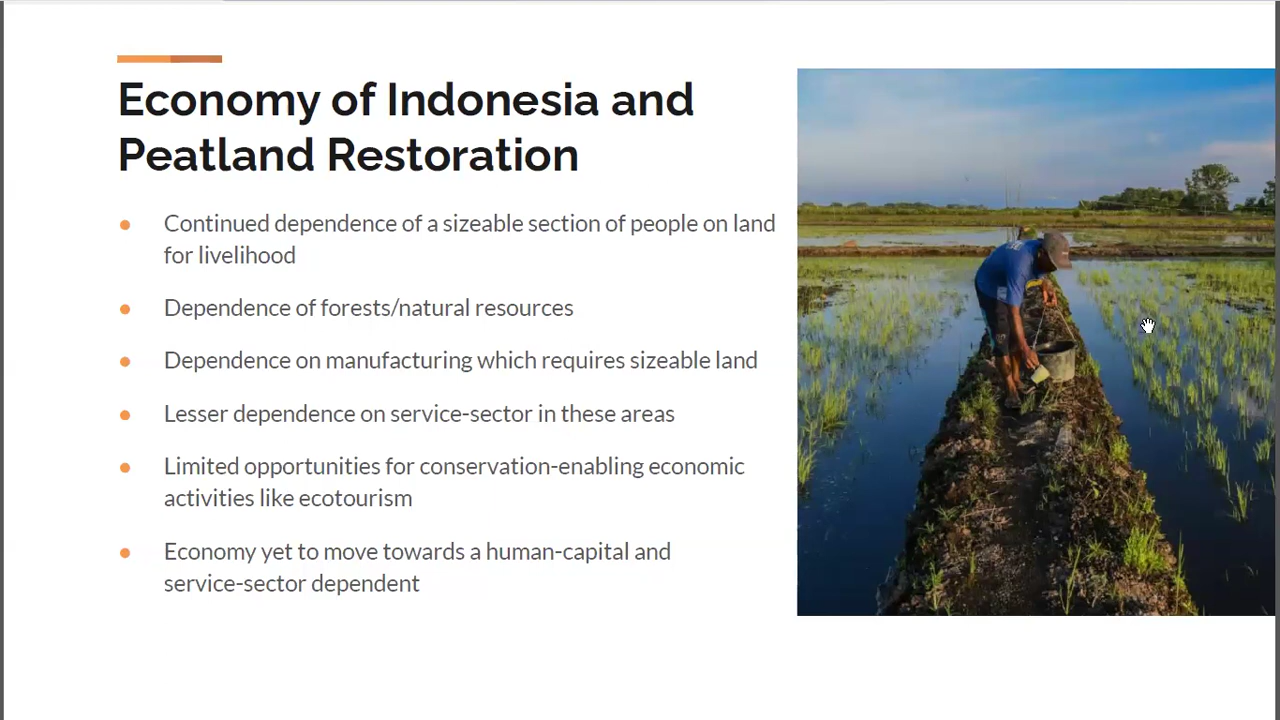 Economy of Indonesia and
Peatland Restoration
Continued dependence of a sizeable section of people on land
for livelihood
Dependence of forests/natural resources
Dependence on manufacturing which requires sizeable land
Lesser dependence on service-sector in these areas
Limited opportunities for conservation-enabling economic
activities like ecotourism
Economy yet to move towards a human-capital and
service-sector dependent